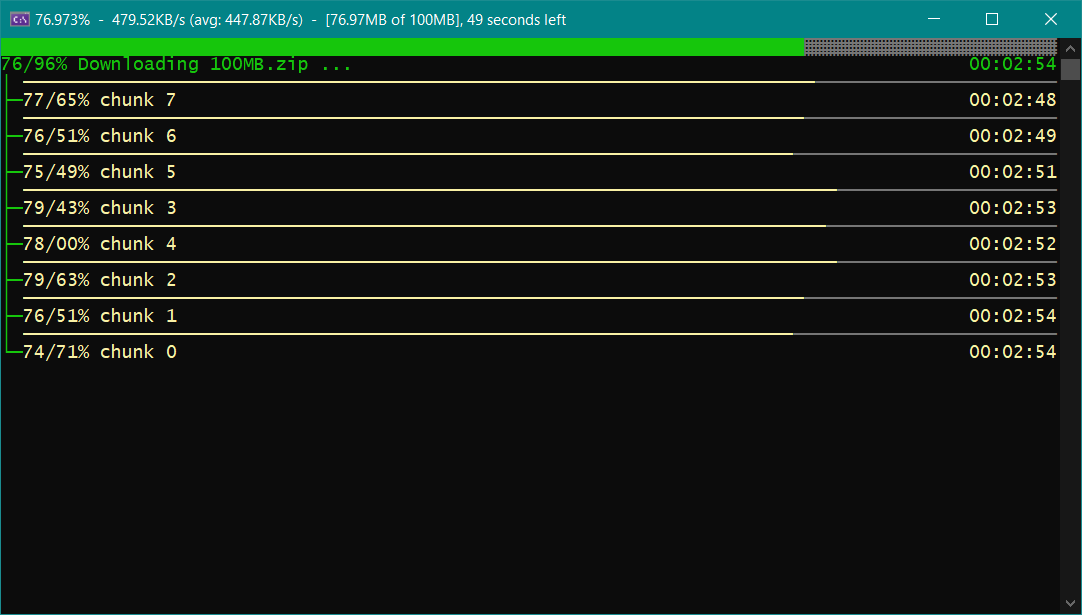 76.973% - 479.52KB/s (avg: 447.87KB/s) - [76.97MB of 100MB], 49 seconds left
76/96% Downloading 100MB.zip ... 00:02:54
77/65% chunk 7 00:02:48
76/51% chunk 6 00:02:49
75/49% chunk 5 00:02:51
79/43% chunk 3 00:02:53
78/00% chunk 4 00:02:52
79/63% chunk 2 00:02:53
76/51% chunk 1 00:02:54
74/71% chunk 0 00:02:54